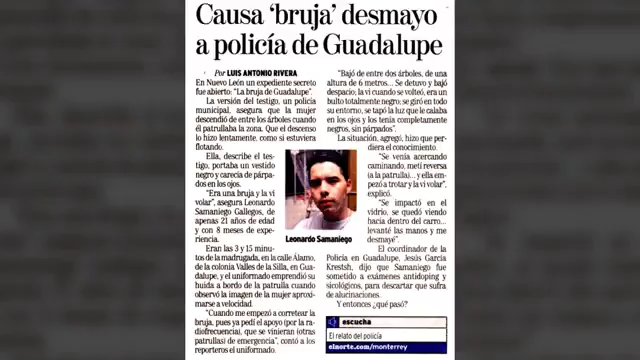 Causa ‘bruja’ desmayo
a policía de Guadalupe
Por LUIS ANTONIO RIVERA
En Nuevo León un expediente secreto
fue abierto: “La bruja de Guadalupe”.
La versión del testigo, un policía
municipal, asegura que la mujer
descendió de entre los árboles cuando
él patrullaba la zona. Que el descenso
lo hizo lentamente, como si estuviera
flotando.
Ella, describe el tes-
tigo, portaba un vestido
negro y carecía de párpa-
dos en los ojos.
“Era una bruja y la vi
volar”, asegura Leonardo
Samaniego Gallegos, de
apenas 21 años de edad y
con 8 meses de expe-
riencia.
Eran las 3 y 15 minu-
tos de la madrugada, en la calle Álamo,
de la colonia Valles de la Silla, en Gua-
dalupe, y el uniformado emprendió su
huida a bordo de la patrulla cuando
observó la imagen de la mujer aproxi-
marse a velocidad
“Cuando me empezó a corretear la
bruja, pues ya pedí el apoyo (por la ra-
diofrecuencia), que se vinieran (otras
patrullas) de emergencia”, contó a
los reporteros el uniformado.
Leonardo Samaniego
“Bajó de entre dos árboles, de una
altura de 6 metros... Se detuvo y bajó
despacio; la vi cuando se volteó, era un
bulto totalmente negro; se giró en todo
su entorno, se tapó la luz que le calaba
en los ojos y los tenía completamente
negros, sin párpados”.
La situación, agregó, hizo que per-
diera el conocimiento.
“Se venía acercando
caminando, metí reversa
(a la patrulla)... y ella em-
pezó a trotar y la vi volar”,
explicó.
“Se impactó en el
vidrio, se quedó viendo
hacia dentro del carro...
levanté las manos y me
desmayé”.
El coordinador de la
Policía en Guadalupe, Jesús García
Krestsh, dijo que Samaniego fue
sometido a exámenes antidoping y
sicológicos, para descartar que sufra
de alucinaciones.
Y entonces ¿qué pasó?
escucha
El relato del policía
elnorte.com/monterrey